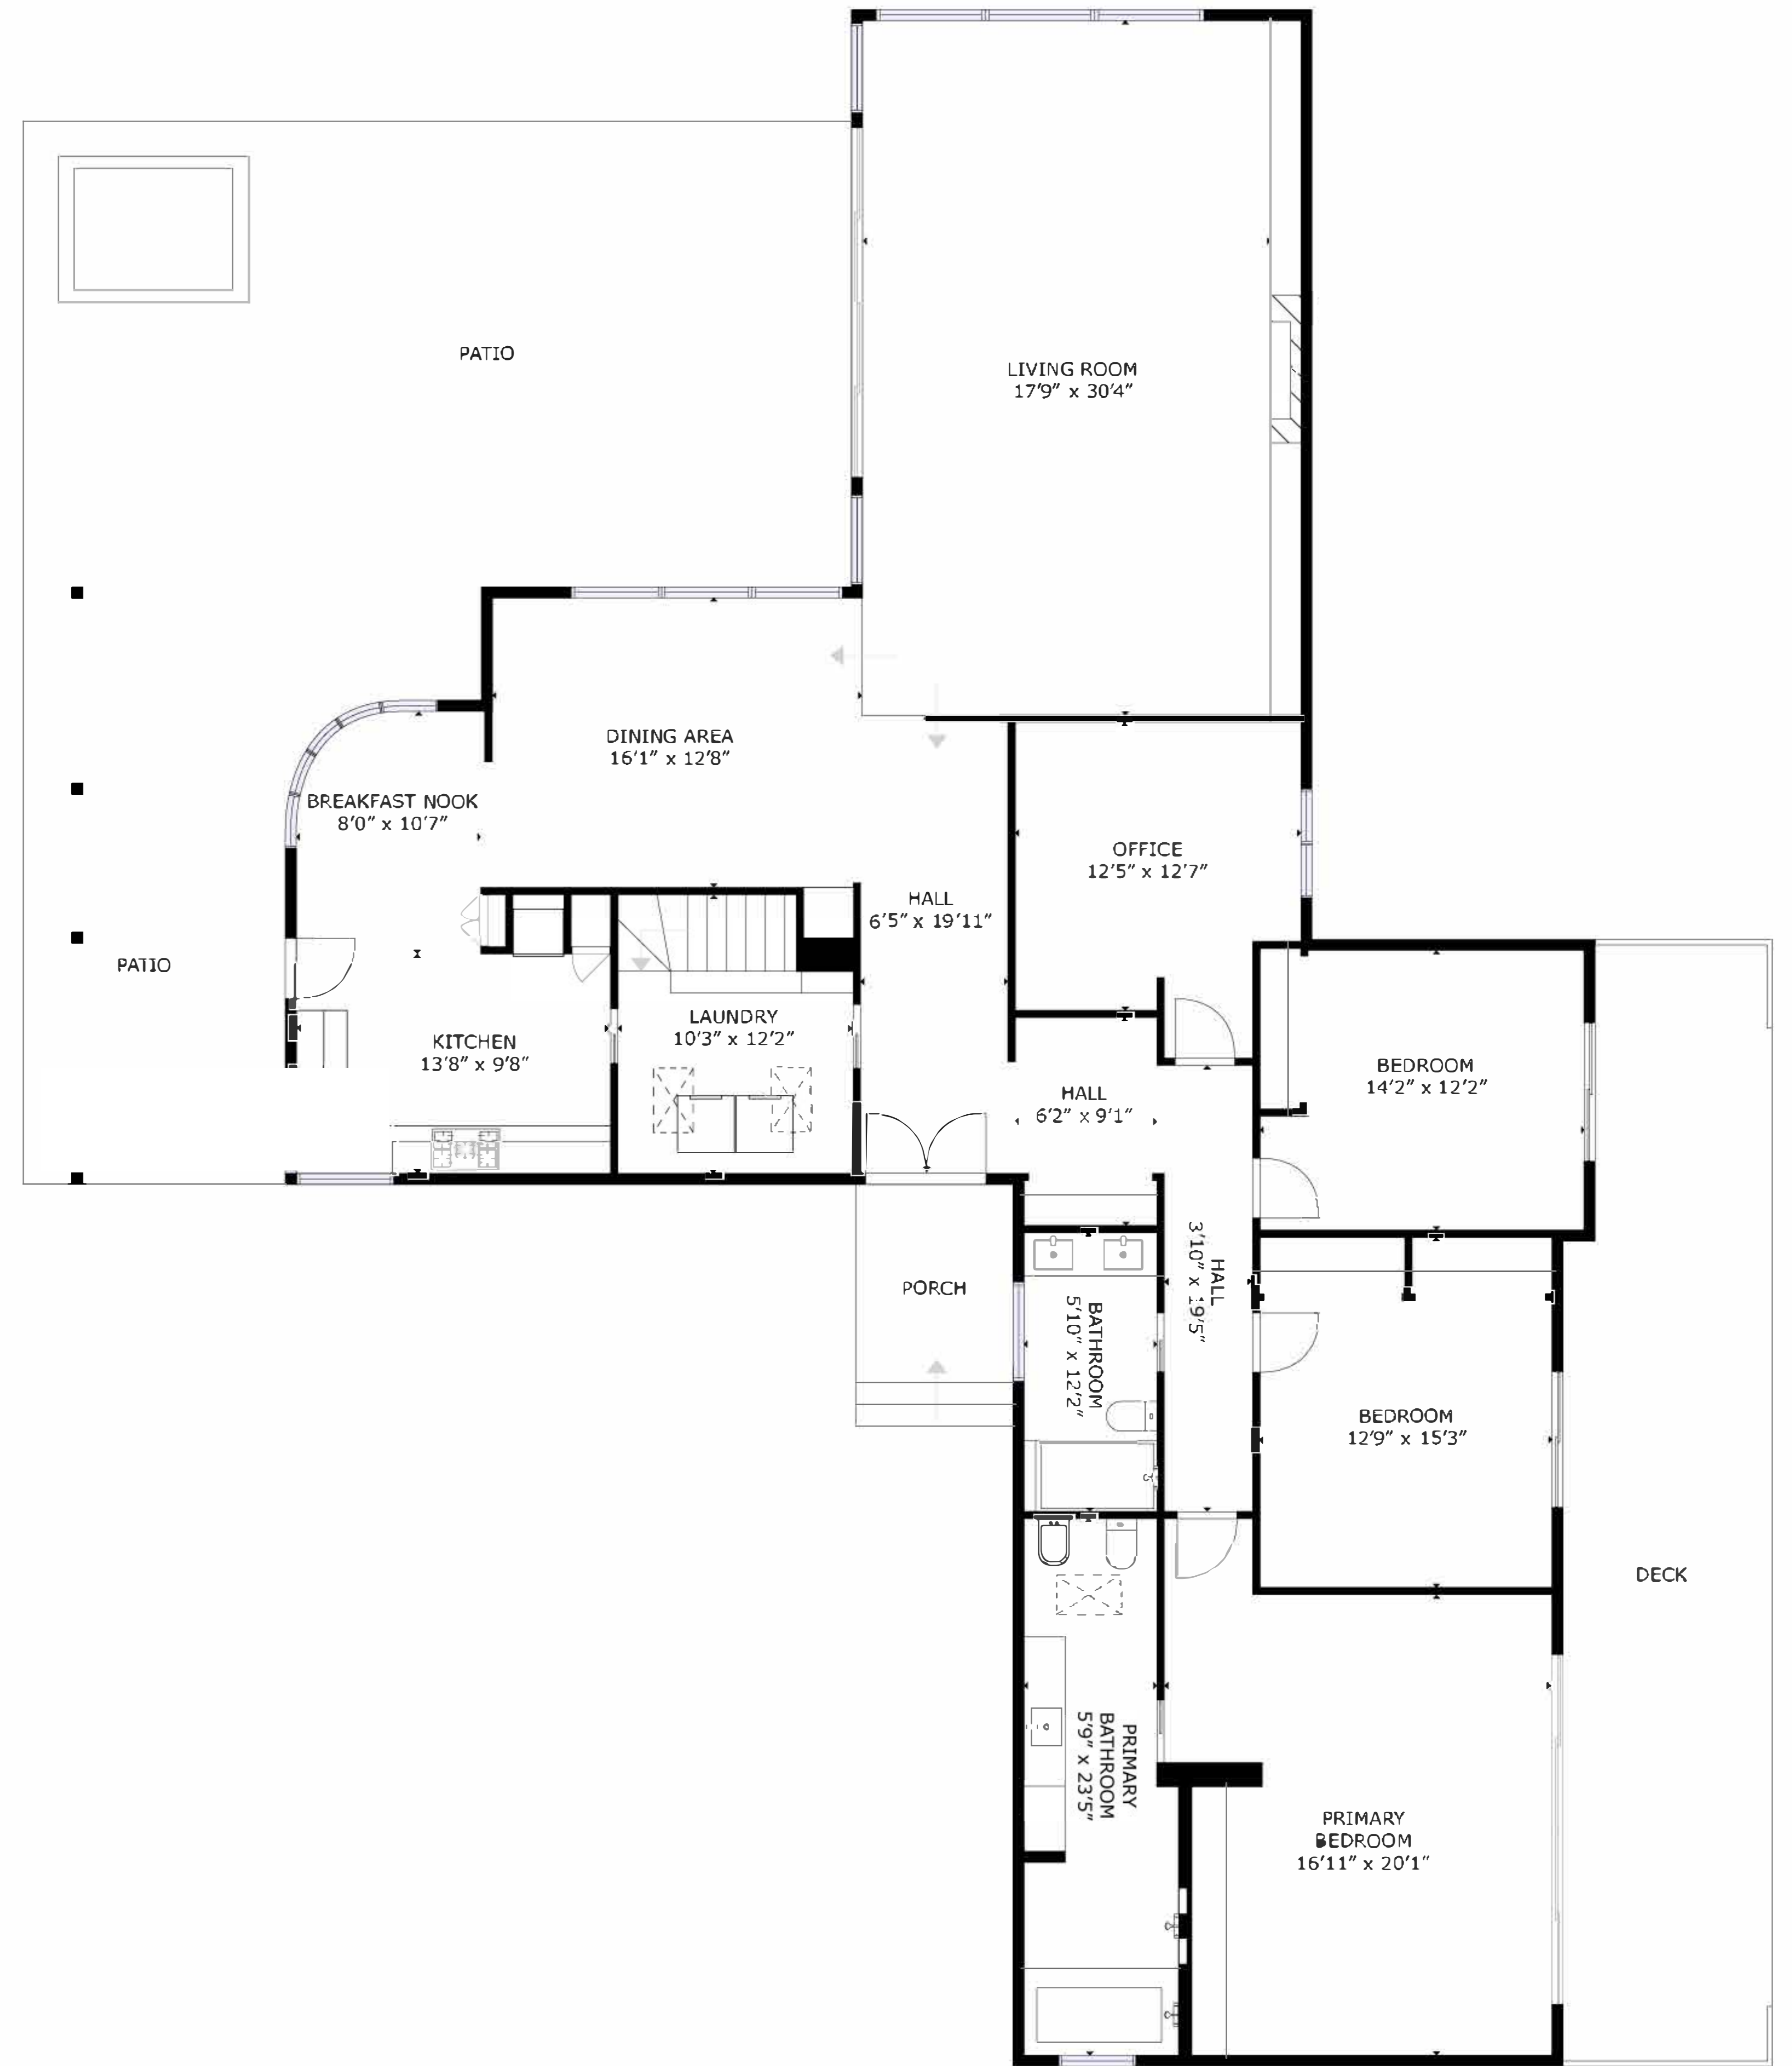 PATIO
LIVING ROOM
17'9" x 30'4"
DINING AREA
16'1" x 12'8"
BREAKFAST NOOK
8'0" x 10'7"
OFFICE
12'5" x 12'7"
HALL
6'5" x 19'11"
PATIO
LAUNDRY
10'3" x 12'2"
KITCHEN
13'8" x 9'8"
BEDROOM
14'2" x 12'2"
HALL
6'2" x 9'1"
HALL
3'10" x 19'5"
PORCH
BATHROOM
5'10" x 12'2"
BEDROOM
12'9" x 15'3"
DECK
PRIMARY
BATHROOM
5'9" x 23'5"
PRIMARY
BEDROOM
16'11" x 20'1"